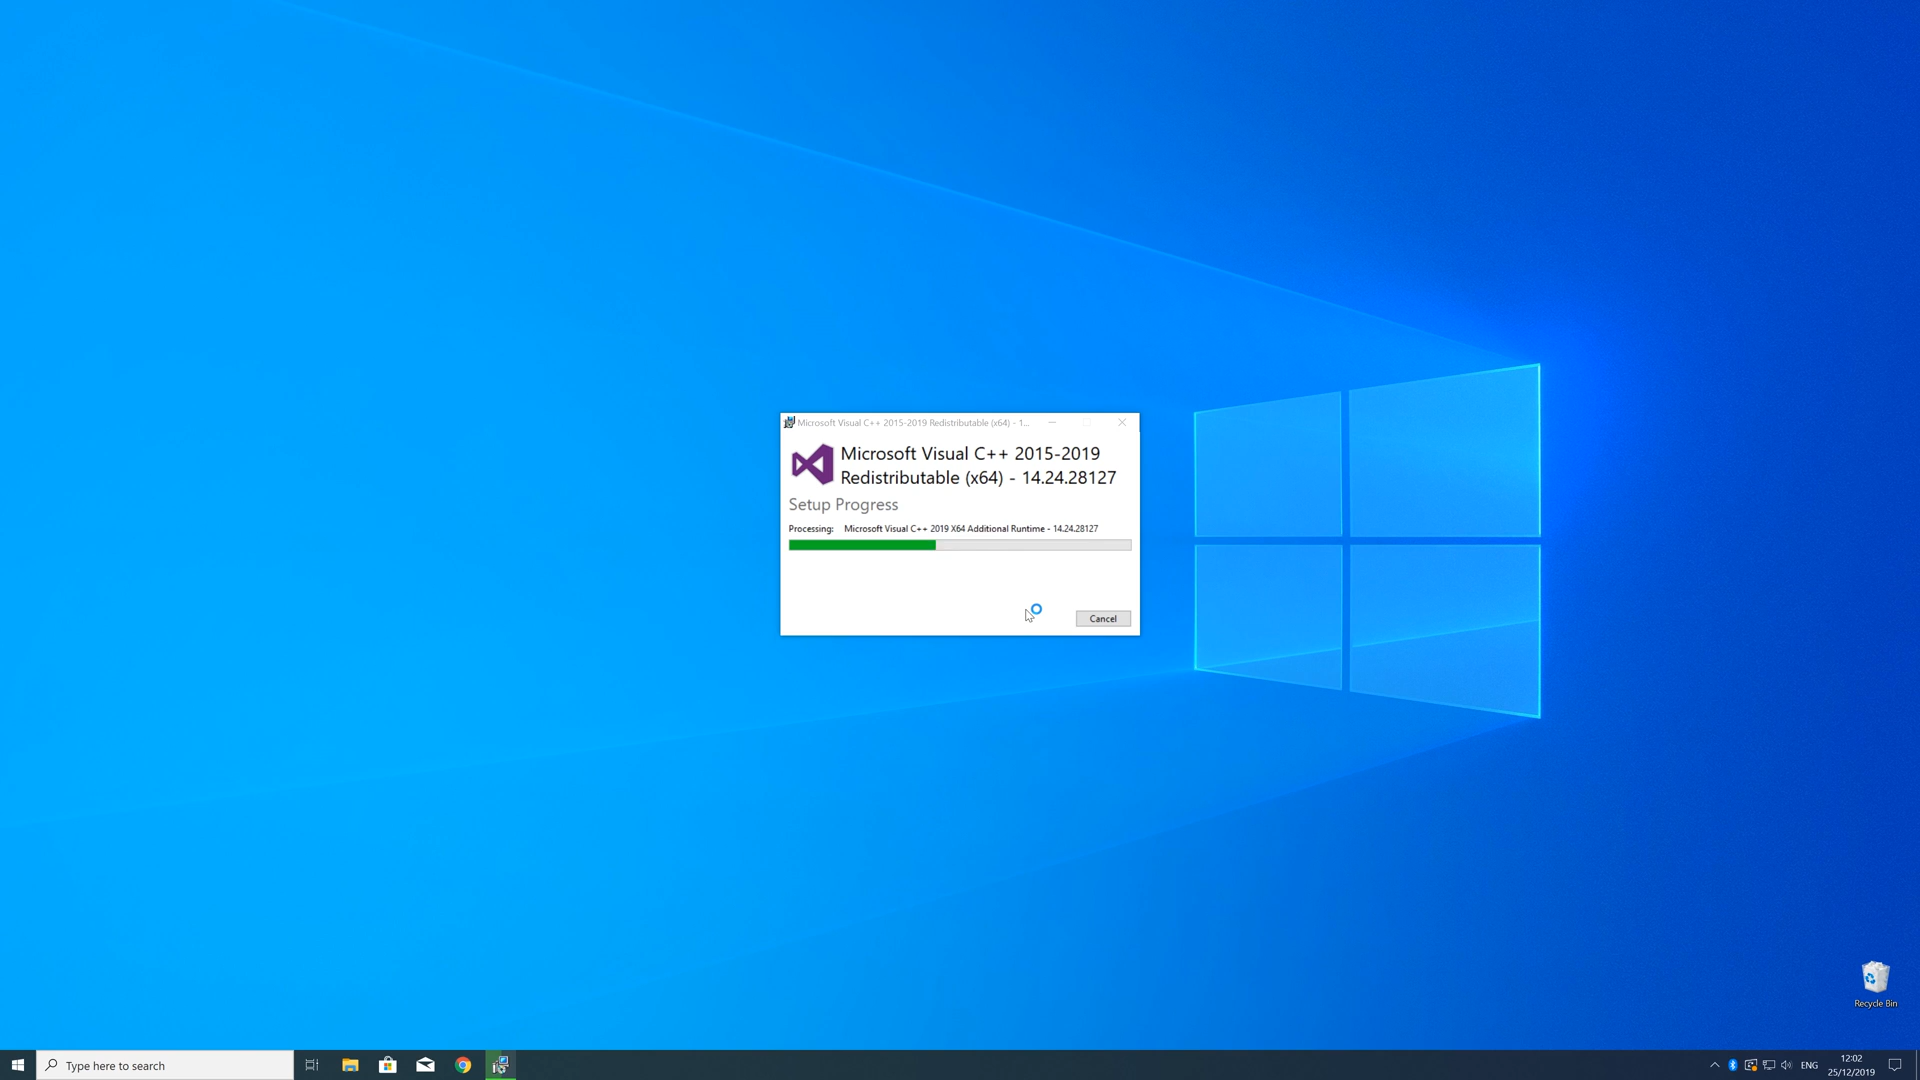 Microsoft Visual C++ 2015-2019 Redistributable (x64) - 1...
Microsoft Visual C++ 2015-2019
Redistributable (x64) - 14.24.28127
Setup Progress
Processing: Microsoft Visual C++ 2019 X64 Additional Runtime - 14.24.28127
Cancel
Recycle Bin
Type here to search
ENG
12:02
25/12/2019